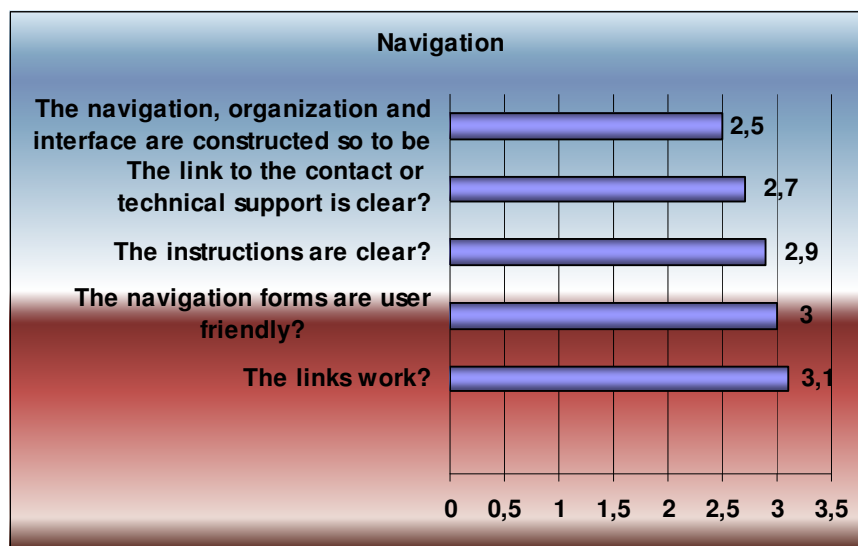 Navigation
The navigation, organization and
interface are constructed so to be
2,5
The link to the contact or
technical support is clear?
2,7
The instructions are clear?
2,9
The navigation forms are user
friendly?
3
The links work?
3,1
0 0,5 1 1,5 2 2,5 3 3,5